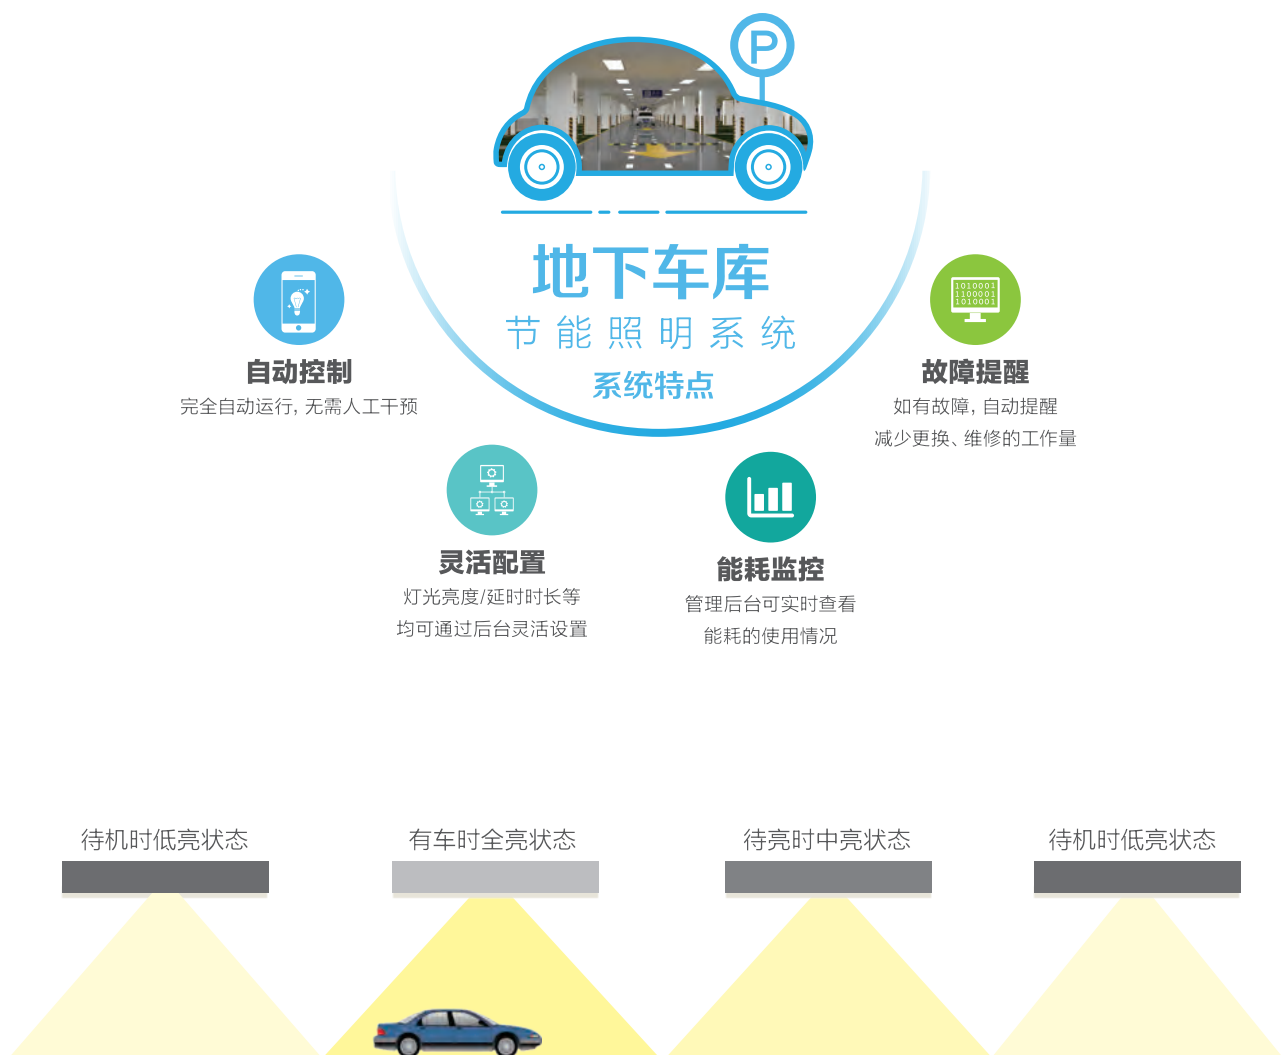 P
地下车库
节能照明系统
系统特点
自动控制
完全自动运行，无需人工干预
1010001
1100001
1010001
故障提醒
如有故障，自动提醒
减少更换、维修的工作量
灵活配置
灯光亮度/延时时长等
均可通过后台灵活设置
能耗监控
管理后台可实时查看
能耗的使用情况
待机时低亮状态
有车时全亮状态
待亮时中亮状态
待机时低亮状态